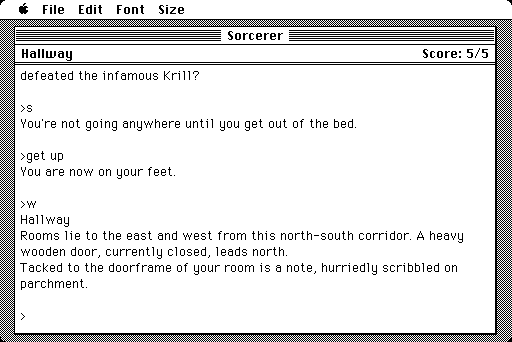 File Edit Font Size
Sorcerer
Hallway Score: 5/5
defeated the infamous Krill?
>s
You're not going anywhere until you get out of the bed.
>get up
You are now on your feet.
>w
Hallway
Rooms lie to the east and west from this north-south corridor. A heavy
wooden door, currently closed, leads north.
Tacked to the doorframe of your room is a note, hurriedly scribbled on
parchment.
>